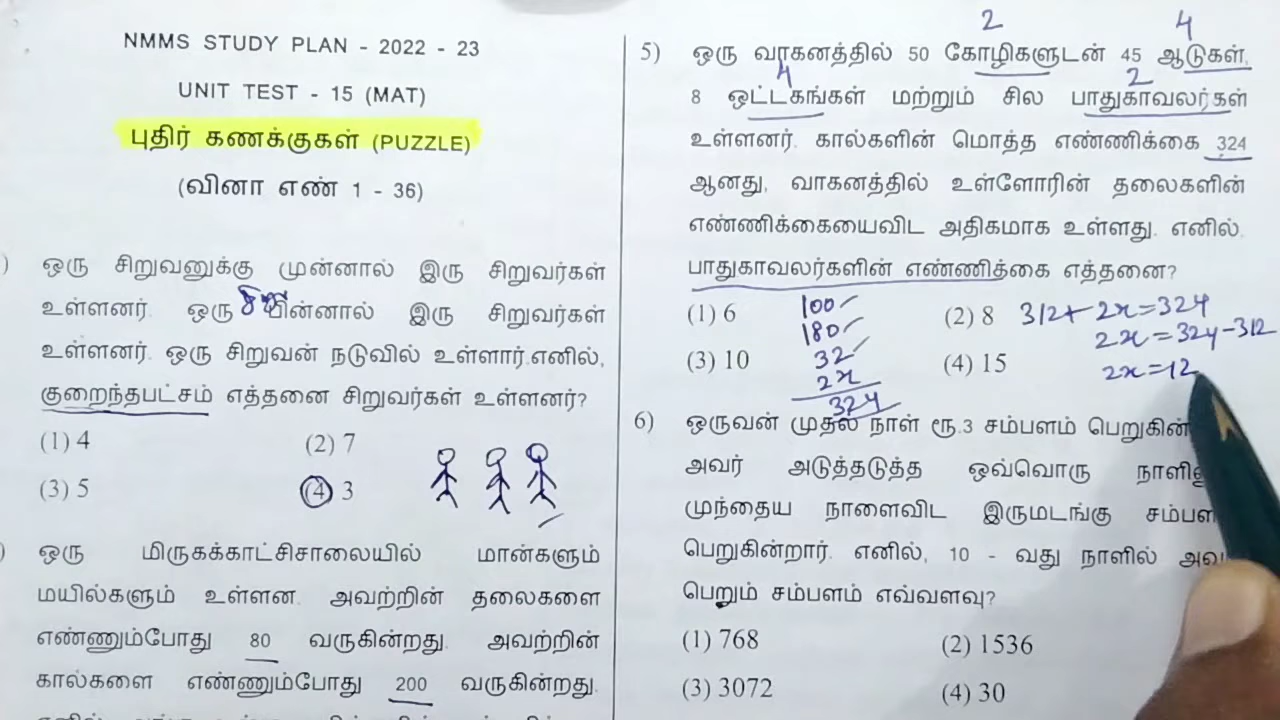 NMMS STUDY PLAN - 2022 - 23
UNIT TEST - 15 (MAT)
புதிர் கணக்குகள் (PUZZLE)
(வினா எண் 1 - 36)
) ஒரு சிறுவனுக்கு முன்னால் இரு சிறுவர்கள்
உள்ளனர். ஒரு பின்னால் இரு சிறுவர்கள்
உள்ளனர். ஒரு சிறுவன் நடுவில் உள்ளார்.எனில்,
குறைந்தபட்சம் எத்தனை சிறுவர்கள் உள்ளனர்?
(1) 4 (2) 7
(3) 5 (4) 3
) ஒரு மிருகக்காட்சிசாலையில் மான்களும்
மயில்களும் உள்ளன. அவற்றின் தலைகளை
எண்ணும்போது 80 வருகின்றது. அவற்றின்
கால்களை எண்ணும்போது 200 வருகின்றது.
2 4
5) ஒரு வாகனத்தில் 50 கோழிகளுடன் 45 ஆடுகள்,
4 2
8 ஒட்டகங்கள் மற்றும் சில பாதுகாவலர்கள்
உள்ளனர். கால்களின் மொத்த எண்ணிக்கை 324
ஆனது, வாகனத்தில் உள்ளோரின் தலைகளின்
எண்ணிக்கையைவிட அதிகமாக உள்ளது. எனில்,
பாதுகாவலர்களின் எண்ணித்கை எத்தனை?
(1) 6 (2) 8
(3) 10 (4) 15
100
180
32
2x
324
312+2x=324
2x=324-312
2x=12
6) ஒருவன் முதல் நாள் ரூ.3 சம்பளம் பெறுகின்
அவர் அடுத்தடுத்த ஒவ்வொரு
முந்தைய நாளைவிட இருமடங்கு
பெறுகின்றார். எனில், 10 - வது நாளில்
பெறும் சம்பளம் எவ்வளவு?
(1) 768 (2) 1536
(3) 3072 (4) 30